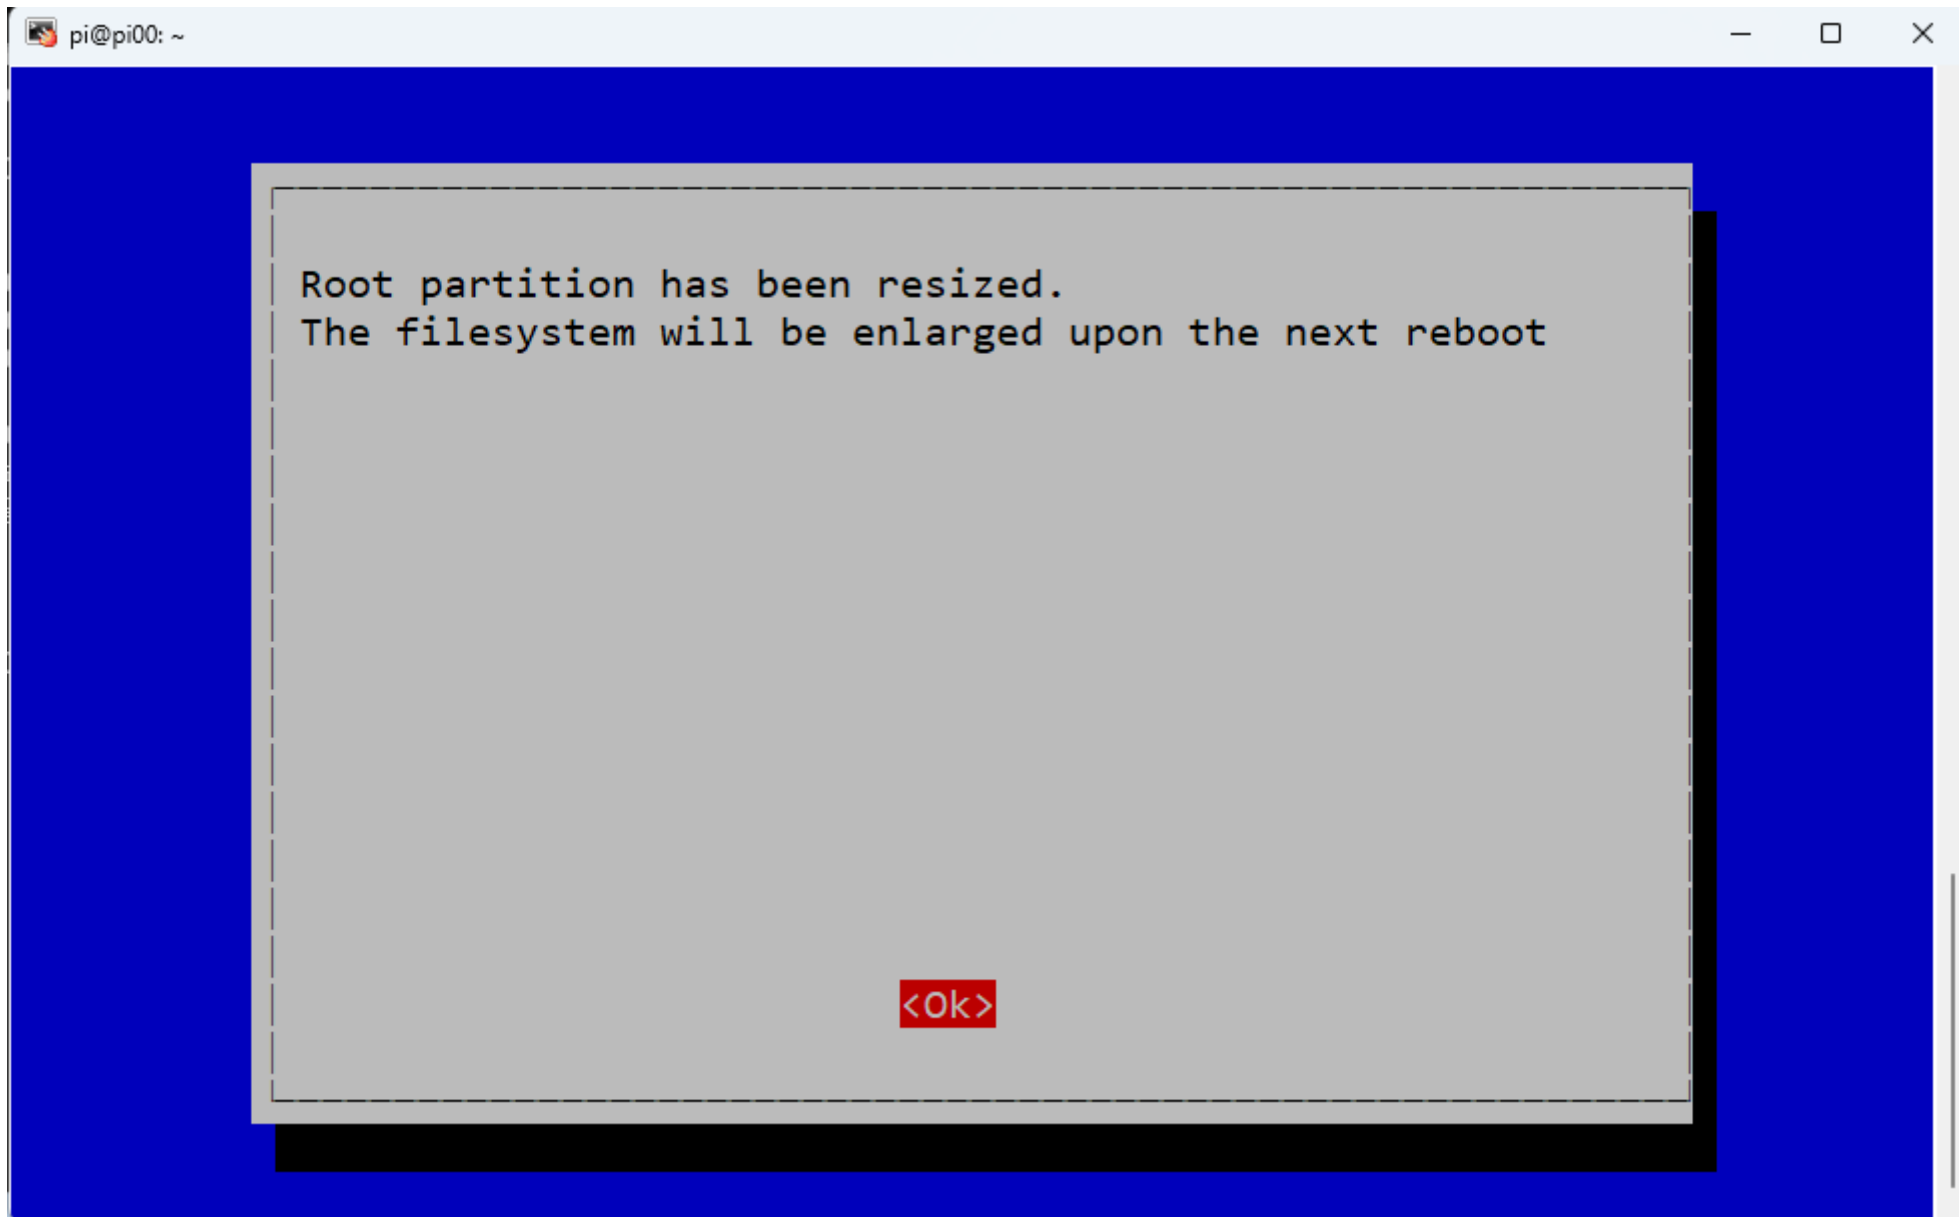 pi@pi00: ~
Root partition has been resized.
The filesystem will be enlarged upon the next reboot
<Ok>